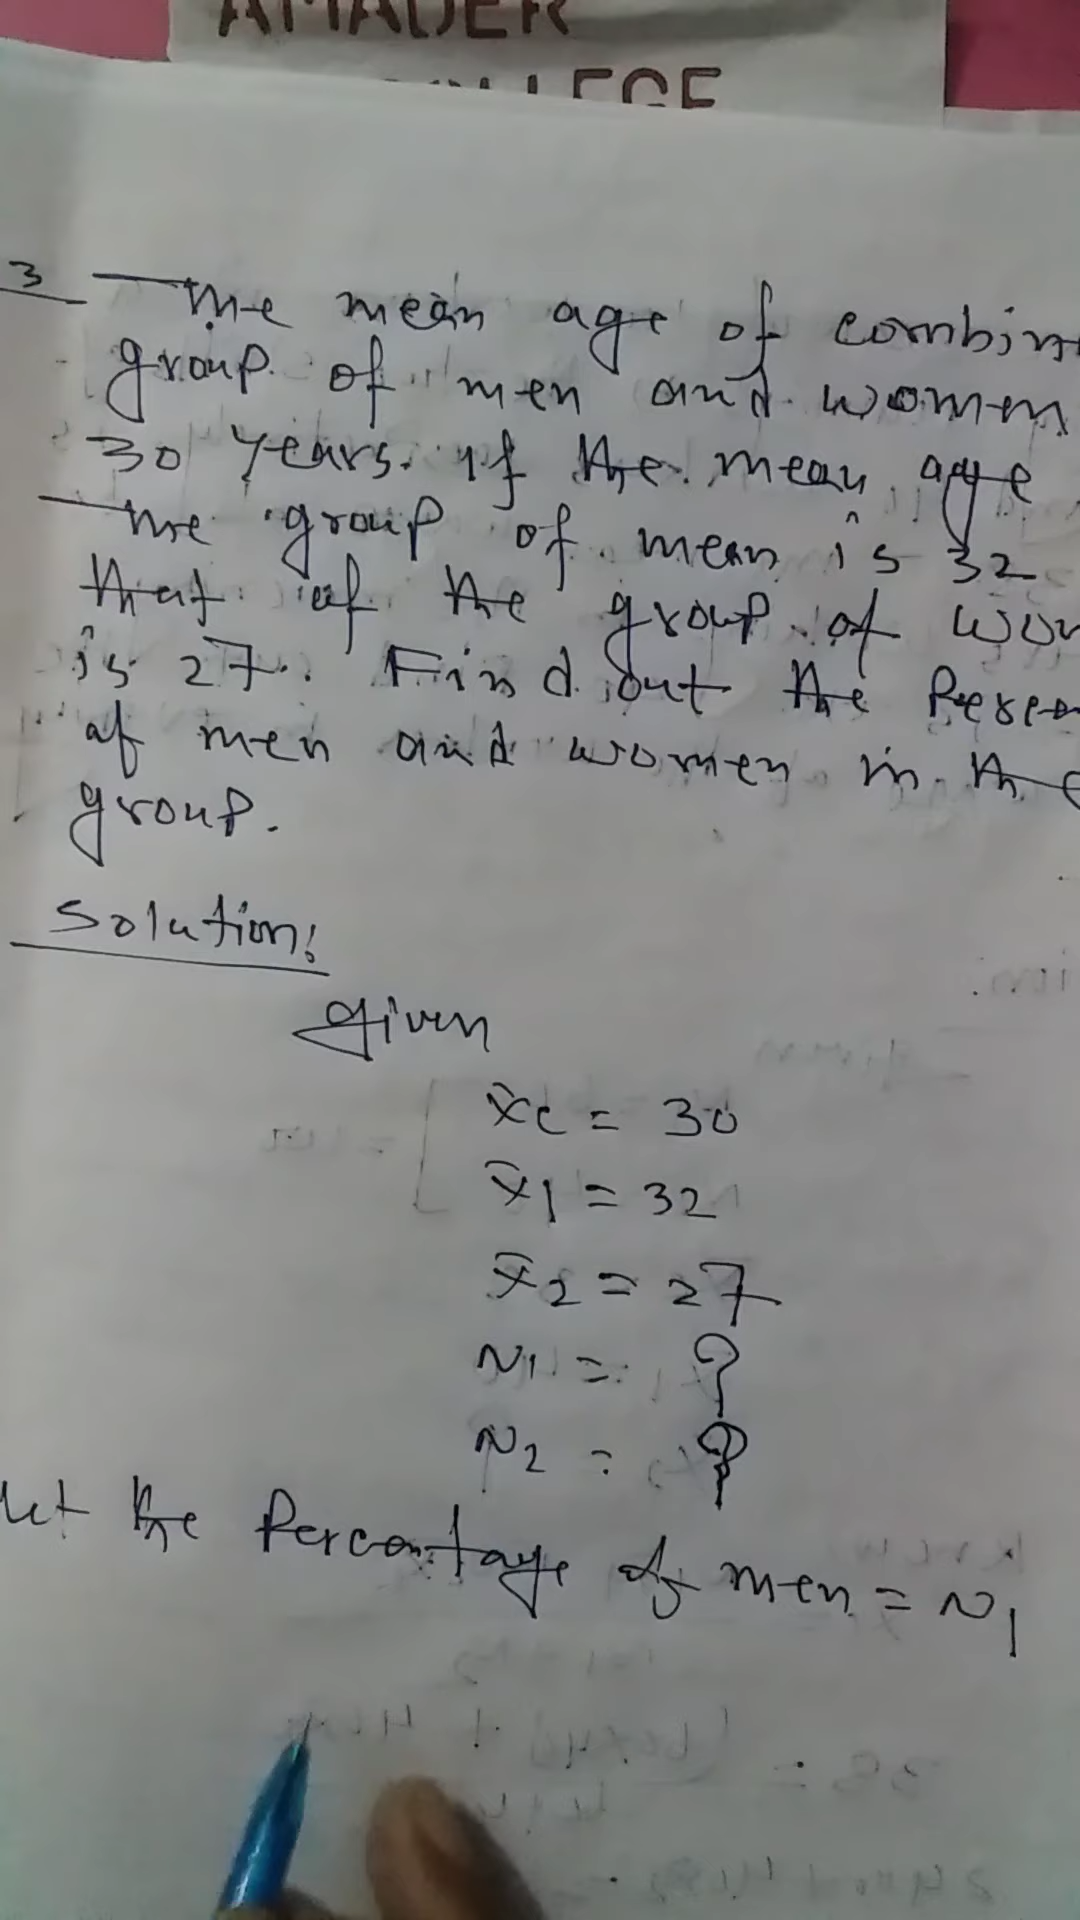 AMADER
COLLEGE
3 The mean age of combin
group of men and women
30 years. if the mean age
The group of mean is 32
that of the group of wom
is 27. Find out the Percen
of men and women in the
group.
Solution:
given
x̄c = 30
x̄1 = 32
x̄2 = 27
N1 = ?
N2 = ?
Let the Percentage of men = N1